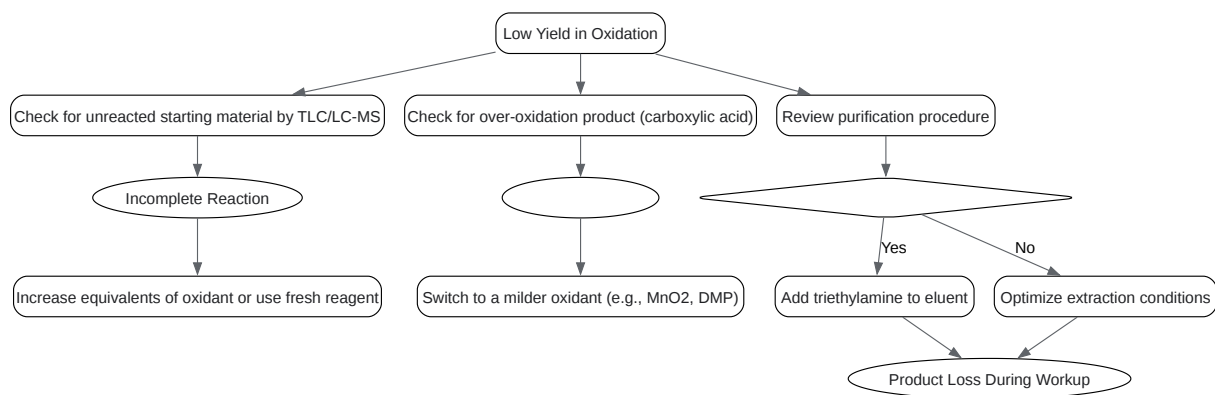 Low Yield in Oxidation
Check for unreacted starting material by TLC/LC-MS
Check for over-oxidation product (carboxylic acid)
Review purification procedure
Incomplete Reaction
Yes
No
Increase equivalents of oxidant or use fresh reagent
Switch to a milder oxidant (e.g., MnO2, DMP)
Add triethylamine to eluent
Optimize extraction conditions
Product Loss During Workup